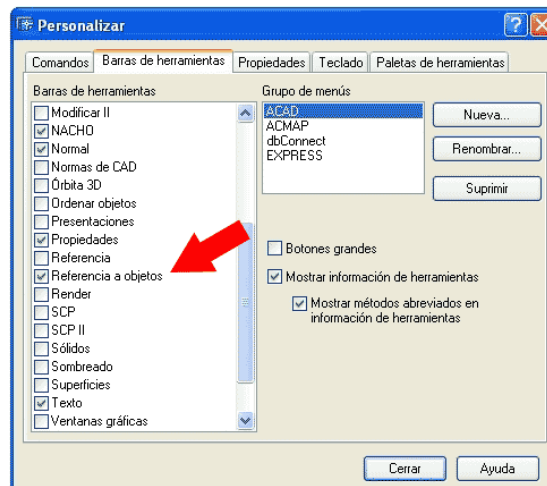 Personalizar
Comandos
Barras de herramientas
Propiedades
Teclado
Paletas de herramientas
Barras de herramientas
Modificar II
NACHO
Normal
Normas de CAD
Órbita 3D
Ordenar objetos
Presentaciones
Propiedades
Referencia
Referencia a objetos
Render
SCP
SCP II
Sólidos
Sombreado
Superficies
Texto
Ventanas gráficas
Grupo de menús
ACAD
ACMAP
dbConnect
EXPRESS
Nueva...
Renombrar...
Suprimir
Botones grandes
Mostrar información de herramientas
Mostrar métodos abreviados en
información de herramientas
Cerrar
Ayuda